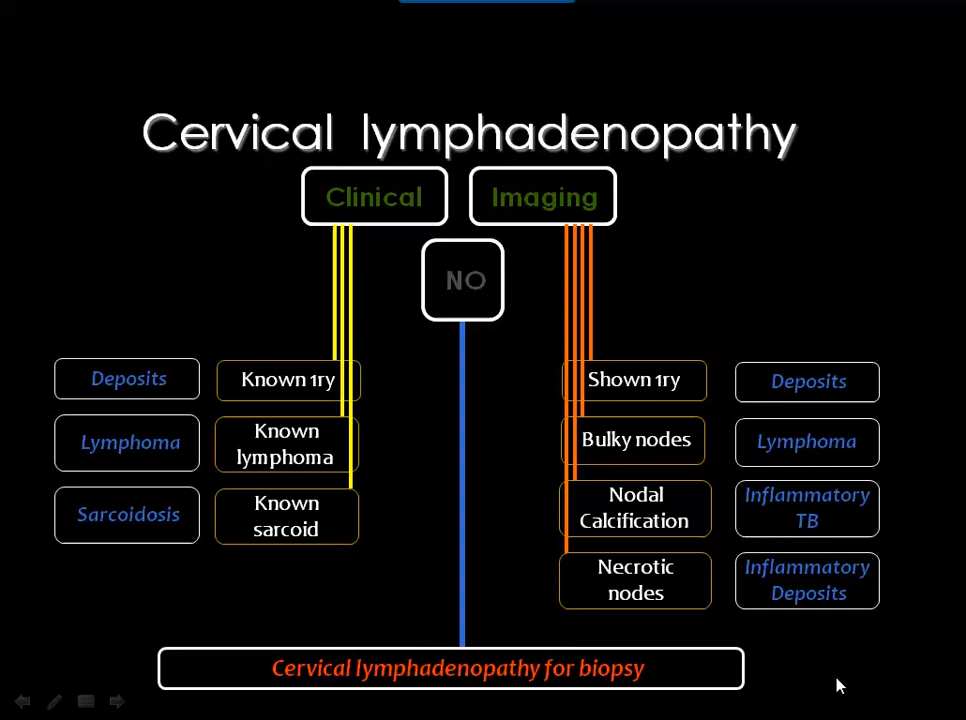 Cervical lymphadenopathy
Clinical
Imaging
NO
Deposits
Known 1ry
Shown 1ry
Deposits
Lymphoma
Known
lymphoma
Bulky nodes
Lymphoma
Sarcoidosis
Known
sarcoid
Nodal
Calcification
Inflammatory
TB
Necrotic
nodes
Inflammatory
Deposits
Cervical lymphadenopathy for biopsy